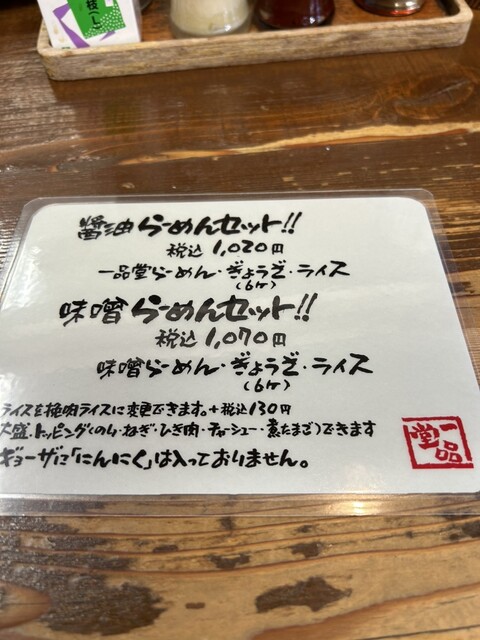 枝し
醤油らーめんセット!!
税込 1,020円
一品堂らーめん・ぎょうざ・ライス
(6ケ)
味噌らーめんセット!!
税込 1,070円
味噌らーめん・ぎょうざ・ライス
(6ケ)
ライスを挽肉ライスに変更できます。+税込130円
大盛、トッピング(のり・ねぎ・ひき肉・チャーシュー・煮たまご)できます
ギョーザに「にんにく」は入っておりません。
一品堂